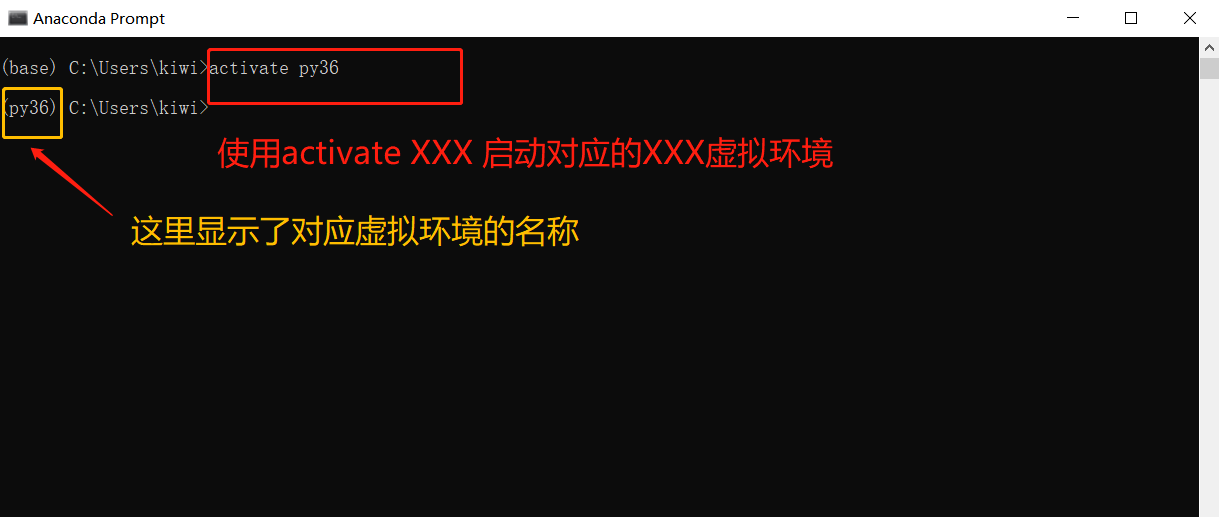 Anaconda Prompt
(base) C:\Users\kiwi>activate py36
(py36) C:\Users\kiwi>
使用activate XXX 启动对应的XXX虚拟环境
这里显示了对应虚拟环境的名称